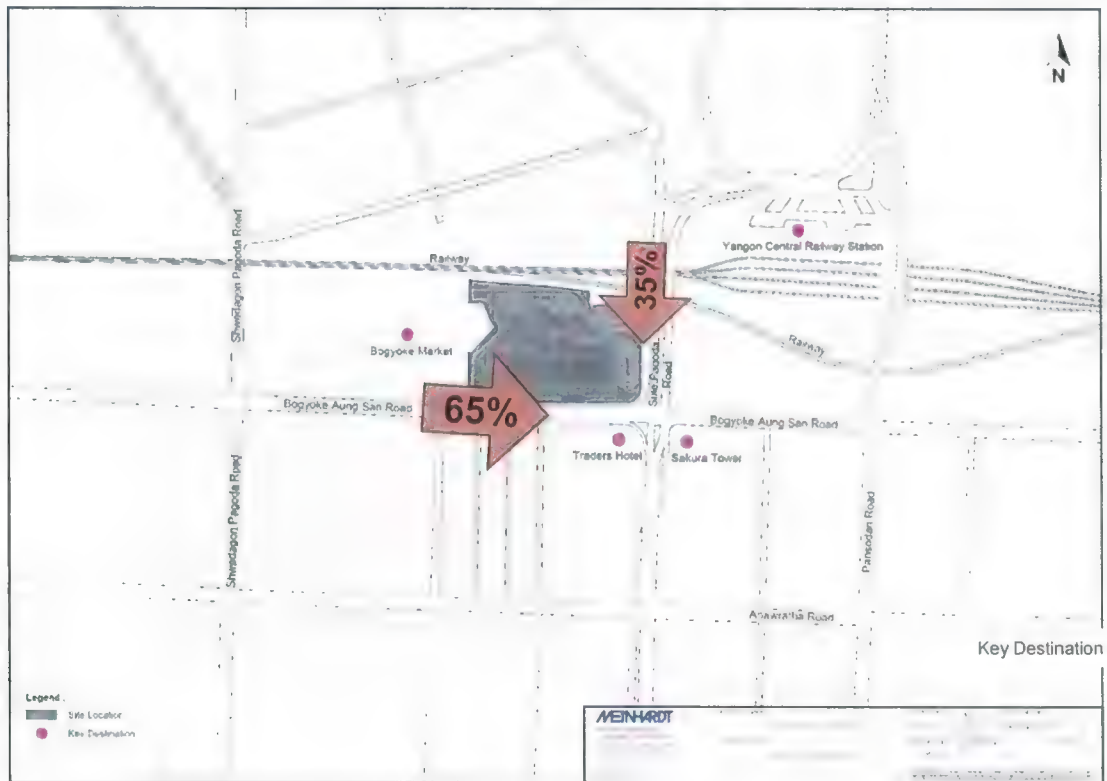 N
Yangon Central Railway Station
Railway
35%
Shwedagon Pagoda Road
Bogyoke Market
Railway
Sule Pagoda
Road
Bogyoke Aung San Road
65%
Bogyoke Aung San Road
Traders Hotel
Sakura Tower
Shwedagon Pagoda Road
Pansodan Road
Anawratha Road
Key Destination
Legend :
Site Location
Key Destination
MEINHARDT